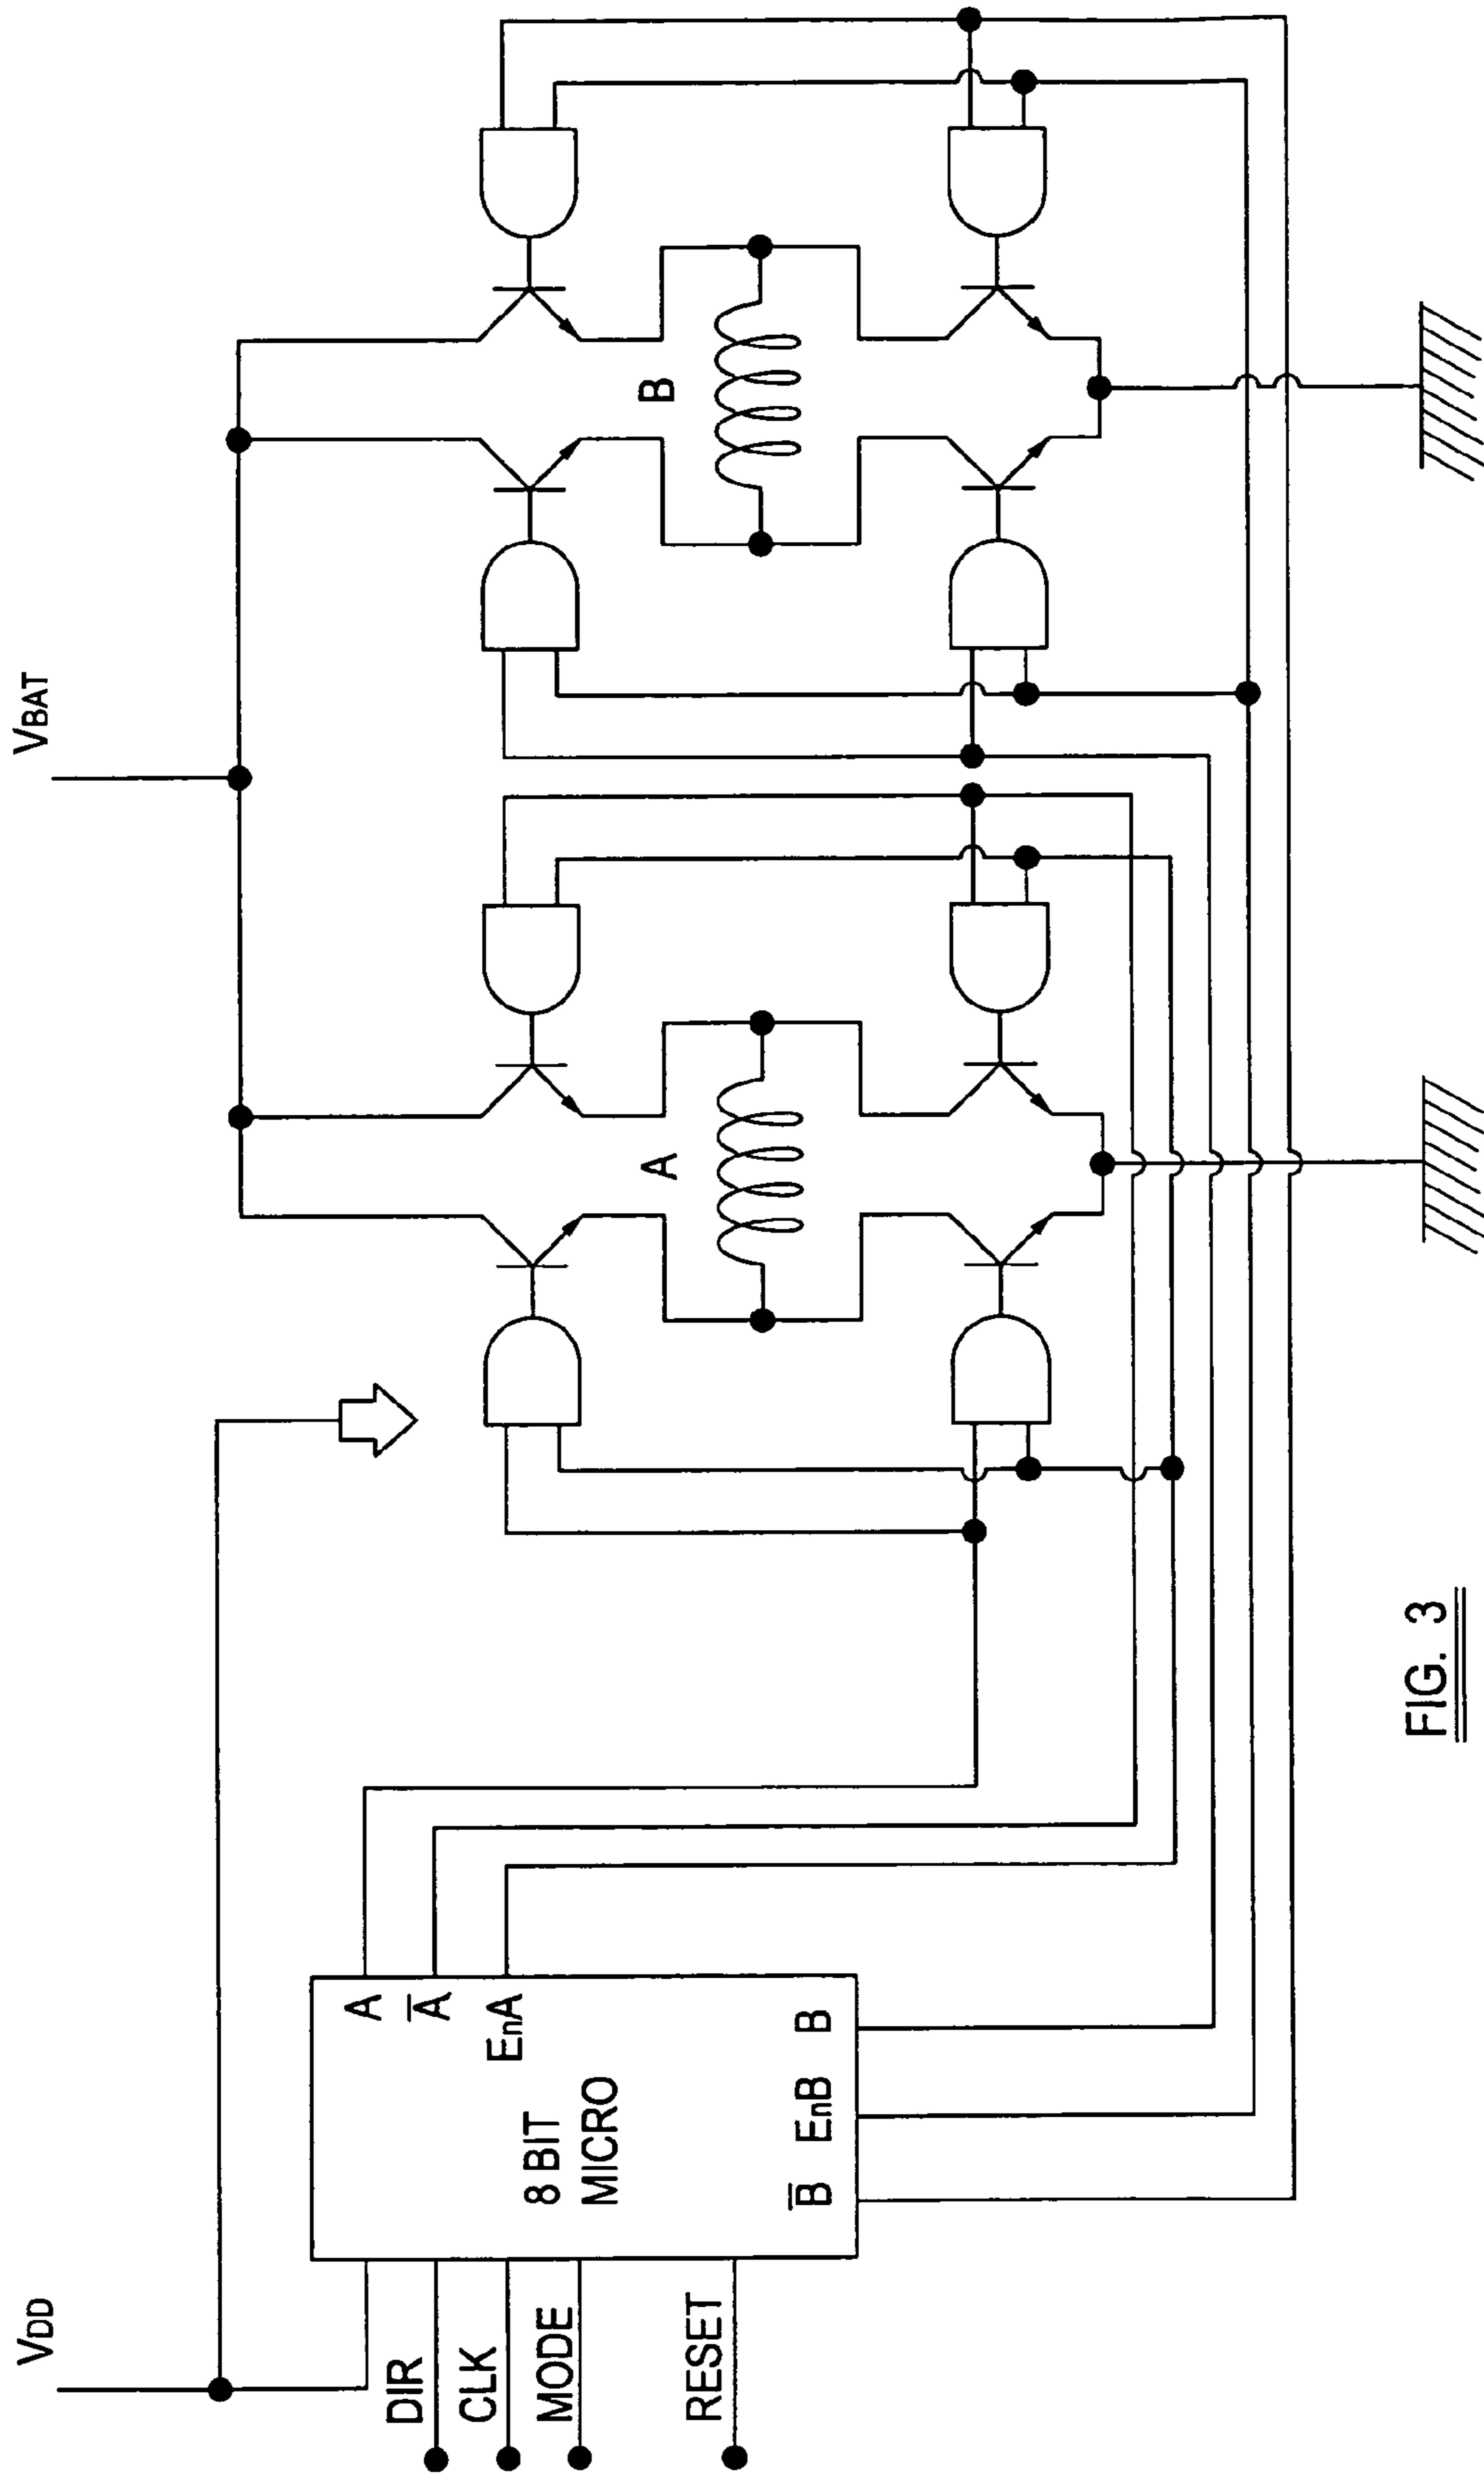 VDD
VBAT
DIR
CLK
MODE
RESET
8 BIT
MICRO
A
A̅
EnA
B̅
EnB
B
A
B
FIG. 3